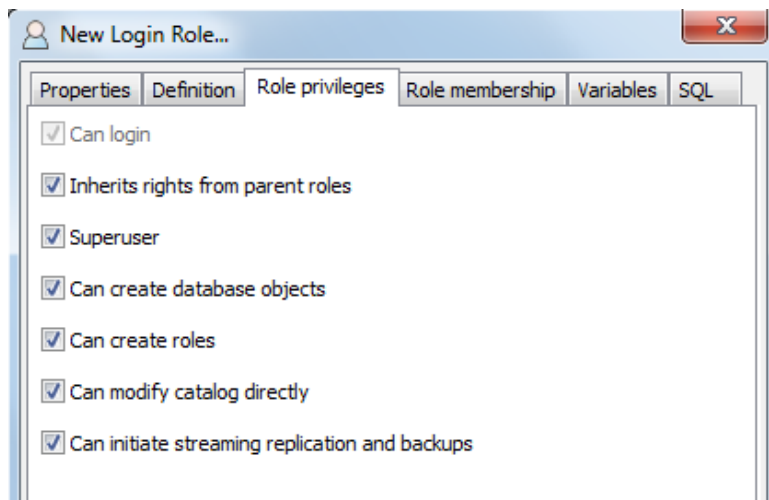 New Login Role...
Properties Definition Role privileges Role membership Variables SQL
Can login
Inherits rights from parent roles
Superuser
Can create database objects
Can create roles
Can modify catalog directly
Can initiate streaming replication and backups